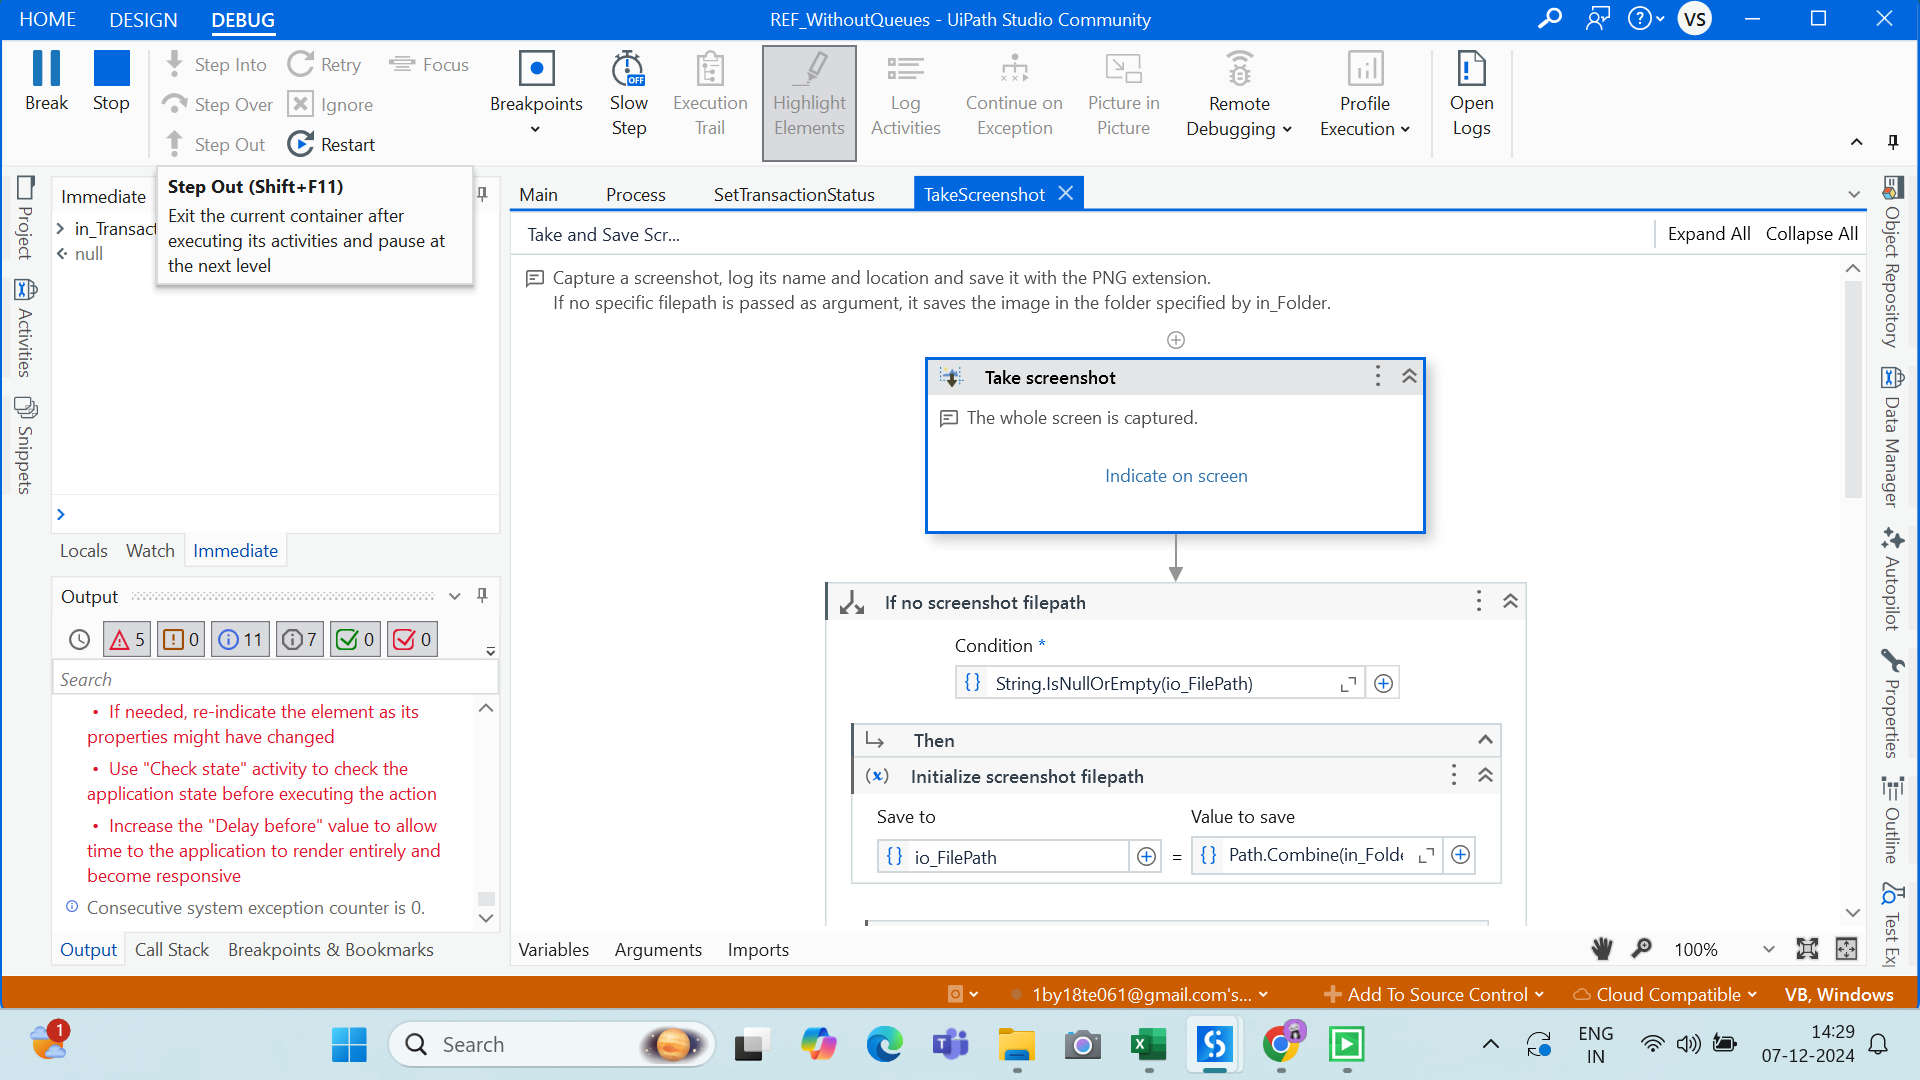 HOME DESIGN DEBUG
REF_WithoutQueues - UiPath Studio Community
VS
Break
Stop
Step Into
Step Over
Step Out
Retry
Ignore
Restart
Focus
Breakpoints
OFF
Slow
Step
Execution
Trail
Highlight
Elements
Log
Activities
Continue on
Exception
Picture in
Picture
Remote
Debugging
Profile
Execution
Open
Logs
Project
Activities
Snippets
Immediate
in_Transact
null
Step Out (Shift+F11)
Exit the current container after
executing its activities and pause at
the next level
Locals Watch Immediate
Output
5 0 11 7 0 0
Search
• If needed, re-indicate the element as its
properties might have changed
• Use "Check state" activity to check the
application state before executing the action
• Increase the "Delay before" value to allow
time to the application to render entirely and
become responsive
Consecutive system exception counter is 0.
Output Call Stack Breakpoints & Bookmarks
Main Process SetTransactionStatus TakeScreenshot
Take and Save Scr...
Expand All Collapse All
Capture a screenshot, log its name and location and save it with the PNG extension.
If no specific filepath is passed as argument, it saves the image in the folder specified by in_Folder.
Take screenshot
The whole screen is captured.
Indicate on screen
If no screenshot filepath
Condition *
String.IsNullOrEmpty(io_FilePath)
Then
(x) Initialize screenshot filepath
Save to Value to save
io_FilePath = Path.Combine(in_Folde
Variables Arguments Imports
100%
Object Repository
Data Manager
Autopilot
Properties
Outline
Test Ex
1by18te061@gmail.com's... Add To Source Control Cloud Compatible VB, Windows
1
Search
ENG
IN
14:29
07-12-2024